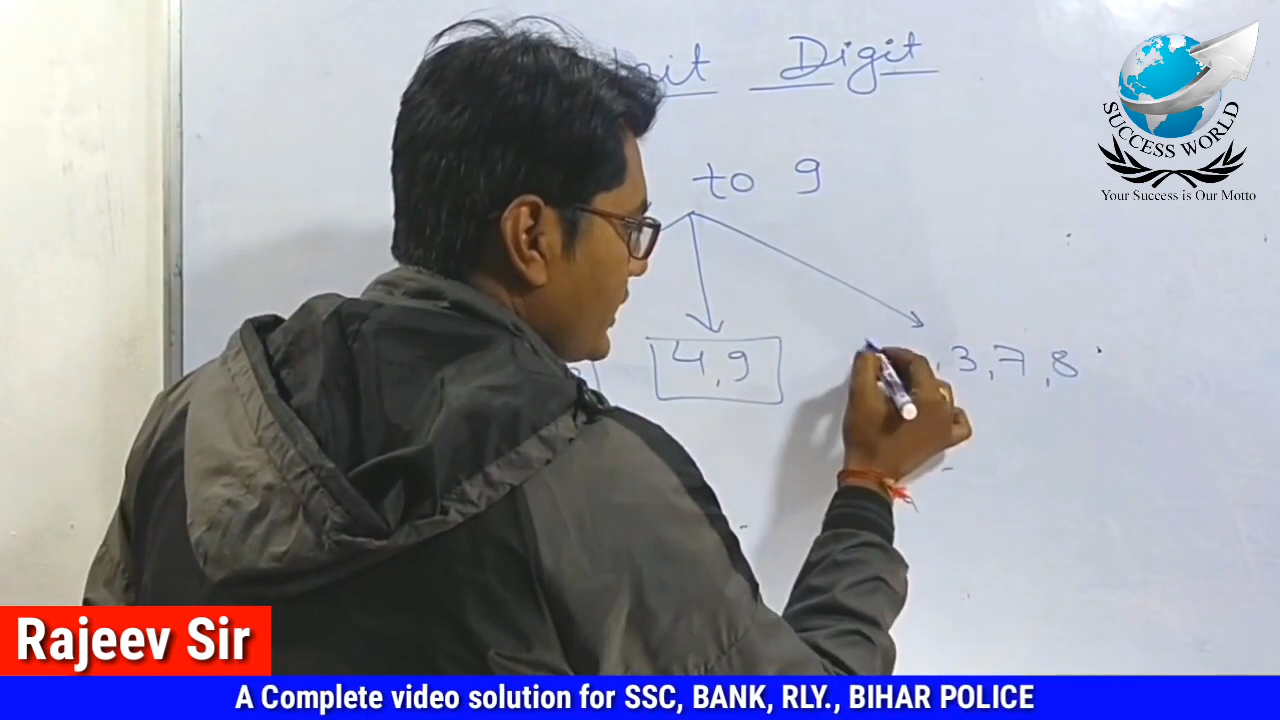 Digit
SUCCESS WORLD
Your Success is Our Motto
to 9
4,9
,3,7,8
Rajeev Sir
A Complete video solution for SSC, BANK, RLY., BIHAR POLICE